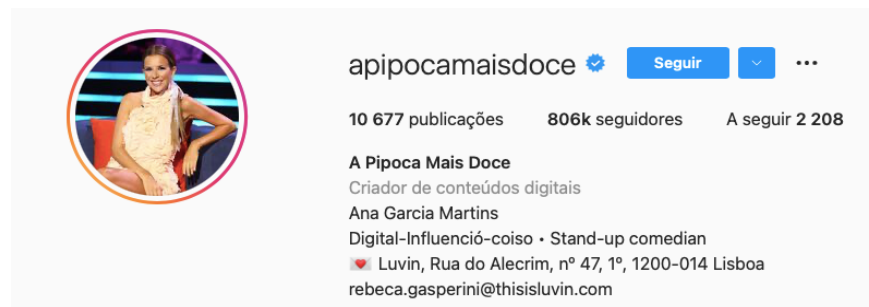 apipocamaisdoce Seguir
10 677 publicações 806k seguidores A seguir 2 208
A Pipoca Mais Doce
Criador de conteúdos digitais
Ana Garcia Martins
Digital-Influenció-coiso • Stand-up comedian
💌 Luvin, Rua do Alecrim, nº 47, 1º, 1200-014 Lisboa
rebeca.gasperini@thisisluvin.com